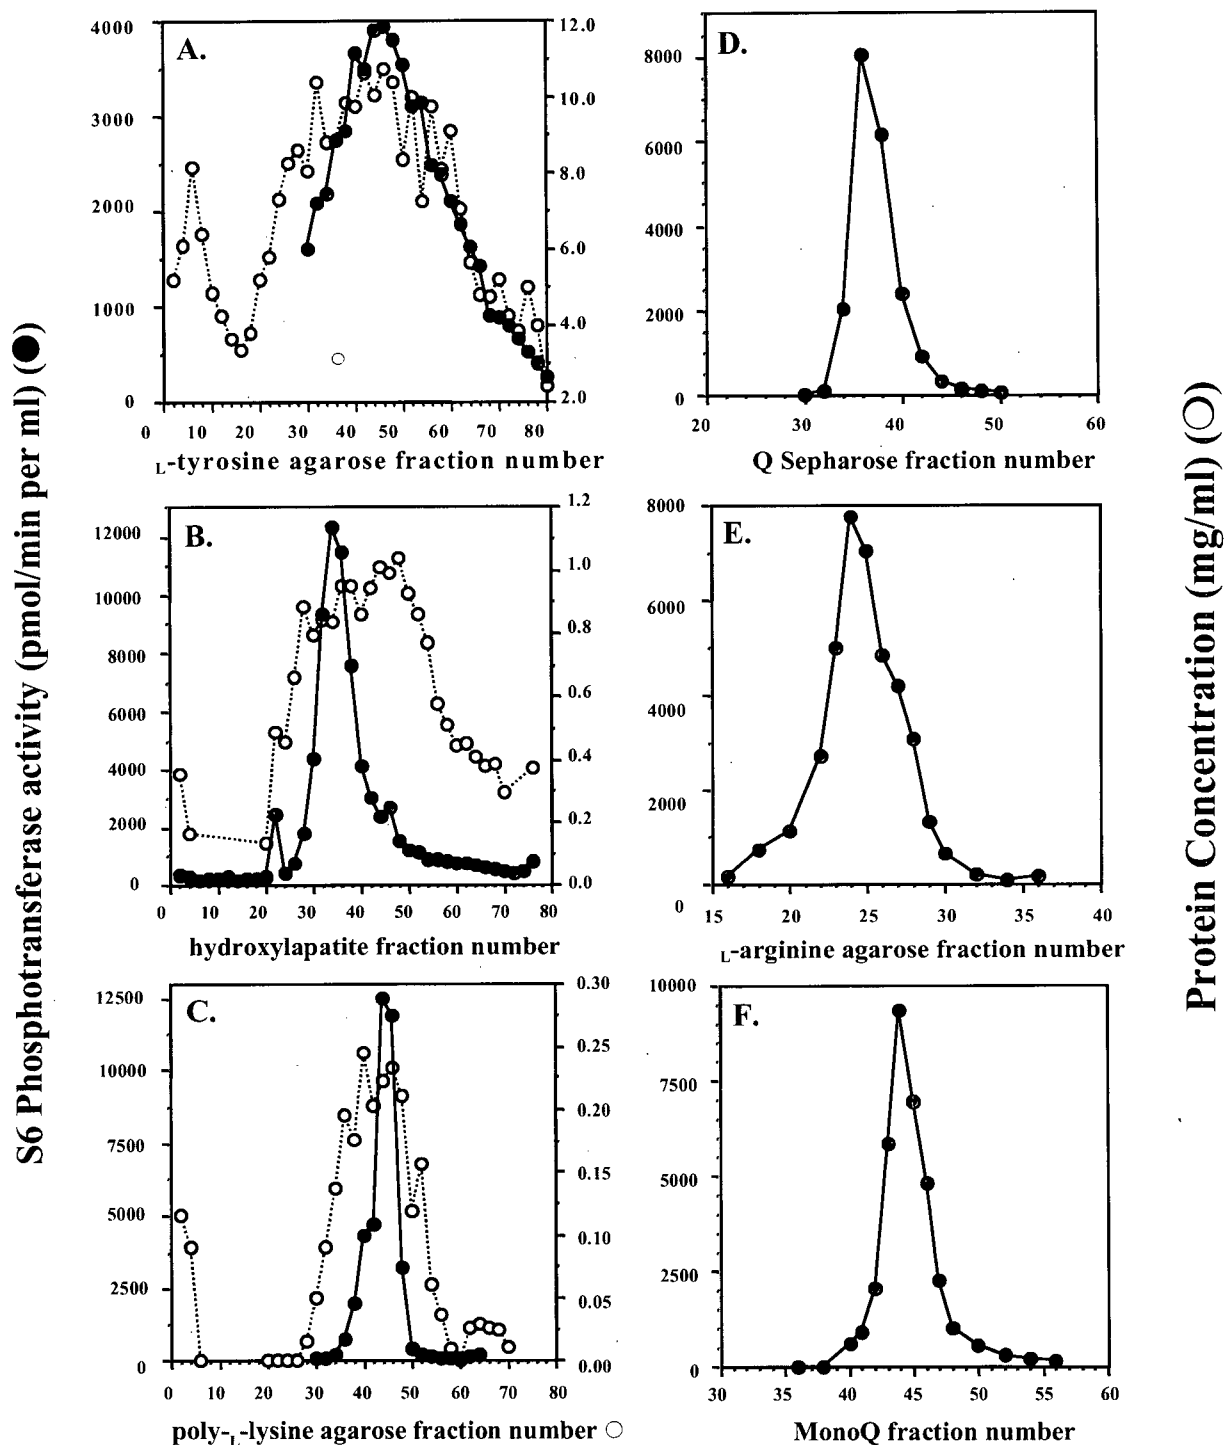 S6 Phosphotransferase activity (pmol/min per ml) (●)
A.
4000
3000
2000
1000
0
12.0
10.0
8.0
6.0
4.0
2.0
0 10 20 30 40 50 60 70 80
L-tyrosine agarose fraction number
B.
12000
10000
8000
6000
4000
2000
0
1.2
1.0
0.8
0.6
0.4
0.2
0.0
0 10 20 30 40 50 60 70 80
hydroxylapatite fraction number
C.
12500
10000
7500
5000
2500
0
0.30
0.25
0.20
0.15
0.10
0.05
0.00
0 10 20 30 40 50 60 70 80
poly-L-lysine agarose fraction number ○
D.
8000
6000
4000
2000
0
20 30 40 50 60
Q Sepharose fraction number
E.
8000
6000
4000
2000
0
15 20 25 30 35 40
L-arginine agarose fraction number
F.
10000
7500
5000
2500
0
30 35 40 45 50 55 60
MonoQ fraction number
Protein Concentration (mg/ml) (○)